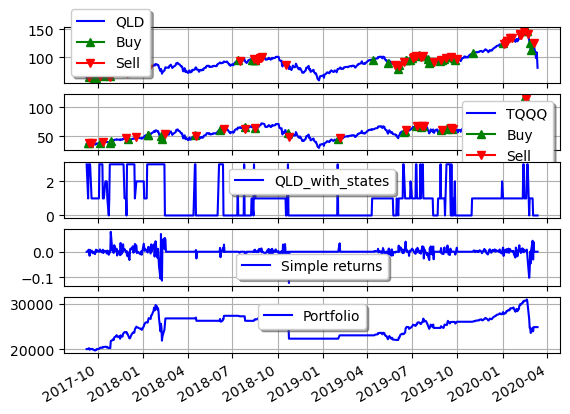 QLD
Buy
Sell
150
100
TQQQ
Buy
Sell
100
50
QLD_with_states
2
0
Simple returns
0.0
−0.1
Portfolio
30000
20000
2017-10
2018-01
2018-04
2018-07
2018-10
2019-01
2019-04
2019-07
2019-10
2020-01
2020-04